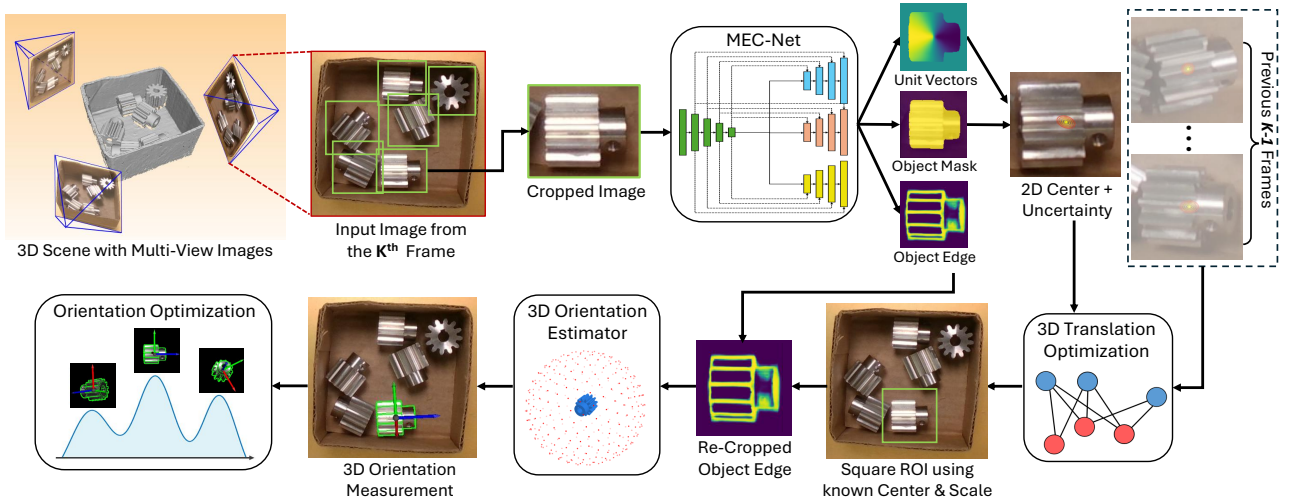 3D Scene with Multi-View Images
Input Image from
the Kth Frame
Cropped Image
MEC-Net
Unit Vectors
Object Mask
Object Edge
2D Center +
Uncertainty
Previous K-1 Frames
3D Translation
Optimization
Square ROI using
known Center & Scale
Re-Cropped
Object Edge
3D Orientation
Estimator
3D Orientation
Measurement
Orientation Optimization